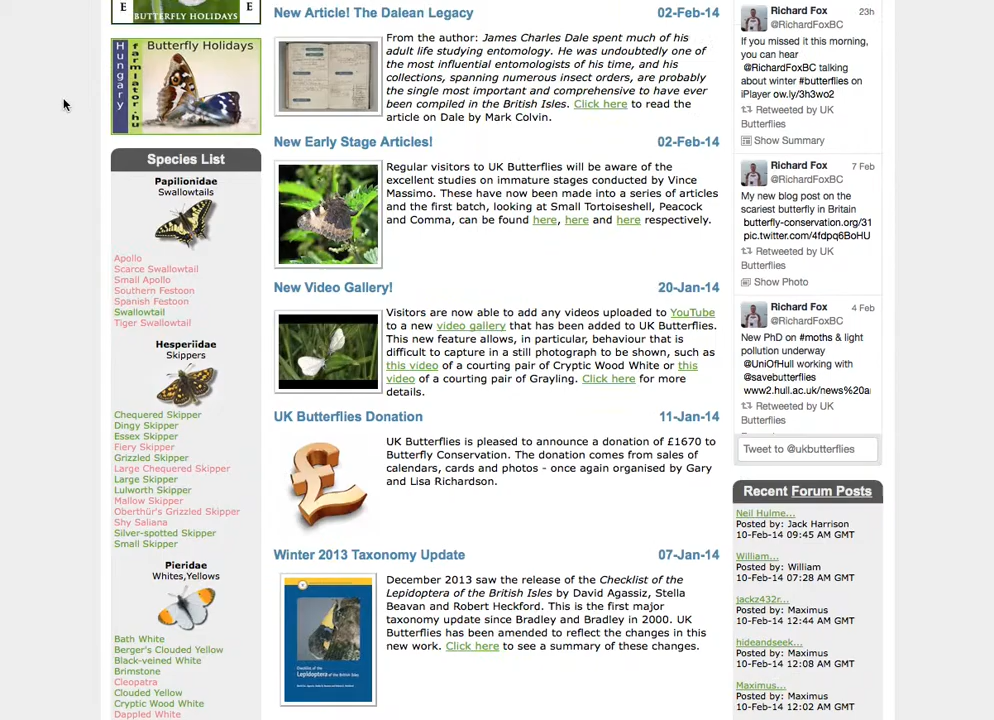 E
E
BUTTERFLY HOLIDAYS
Butterfly Holidays
Hungary
farmlator.hu
Species List
Papilionidae
Swallowtails
Apollo
Scarce Swallowtail
Small Apollo
Southern Festoon
Spanish Festoon
Swallowtail
Tiger Swallowtail
Hesperiidae
Skippers
Chequered Skipper
Dingy Skipper
Essex Skipper
Fiery Skipper
Grizzled Skipper
Large Chequered Skipper
Large Skipper
Lulworth Skipper
Mallow Skipper
Oberthür's Grizzled Skipper
Shy Saliana
Silver-spotted Skipper
Small Skipper
Pieridae
Whites,Yellows
Bath White
Berger's Clouded Yellow
Black-veined White
Brimstone
Cleopatra
Clouded Yellow
Cryptic Wood White
Dappled White
New Article! The Dalean Legacy 02-Feb-14
From the author: James Charles Dale spent much of his
adult life studying entomology. He was undoubtedly one of
the most influential entomologists of his time, and his
collections, spanning numerous insect orders, are probably
the single most important and comprehensive to have ever
been compiled in the British Isles. Click here to read the
article on Dale by Mark Colvin.
New Early Stage Articles! 02-Feb-14
Regular visitors to UK Butterflies will be aware of the
excellent studies on immature stages conducted by Vince
Massimo. These have now been made into a series of articles
and the first batch, looking at Small Tortoiseshell, Peacock
and Comma, can be found here, here and here respectively.
New Video Gallery! 20-Jan-14
Visitors are now able to add any videos uploaded to YouTube
to a new video gallery that has been added to UK Butterflies.
This new feature allows, in particular, behaviour that is
difficult to capture in a still photograph to be shown, such as
this video of a courting pair of Cryptic Wood White or this
video of a courting pair of Grayling. Click here for more
details.
UK Butterflies Donation 11-Jan-14
UK Butterflies is pleased to announce a donation of £1670 to
Butterfly Conservation. The donation comes from sales of
calendars, cards and photos - once again organised by Gary
and Lisa Richardson.
Winter 2013 Taxonomy Update 07-Jan-14
December 2013 saw the release of the Checklist of the
Lepidoptera of the British Isles by David Agassiz, Stella
Beavan and Robert Heckford. This is the first major
taxonomy update since Bradley and Bradley in 2000. UK
Butterflies has been amended to reflect the changes in this
new work. Click here to see a summary of these changes.
Checklist of the
Lepidoptera of the British Isles
Richard Fox 23h
@RichardFoxBC
If you missed it this morning,
you can hear
@RichardFoxBC talking
about winter #butterflies on
iPlayer ow.ly/3h3wo2
Retweeted by UK
Butterflies
Show Summary
Richard Fox 7 Feb
@RichardFoxBC
My new blog post on the
scariest butterfly in Britain
butterfly-conservation.org/31
pic.twitter.com/4fdpq6BoHU
Retweeted by UK
Butterflies
Show Photo
Richard Fox 4 Feb
@RichardFoxBC
New PhD on #moths & light
pollution underway
@UniOfHull working with
@savebutterflies
www2.hull.ac.uk/news%20a
Retweeted by UK
Butterflies
Tweet to @ukbutterflies
Recent Forum Posts
Neil Hulme...
Posted by: Jack Harrison
10-Feb-14 09:45 AM GMT
William...
Posted by: William
10-Feb-14 07:28 AM GMT
jackz432r...
Posted by: Maximus
10-Feb-14 12:44 AM GMT
hideandseek...
Posted by: Maximus
10-Feb-14 12:08 AM GMT
Maximus...
Posted by: Maximus
10-Feb-14 12:02 AM GMT